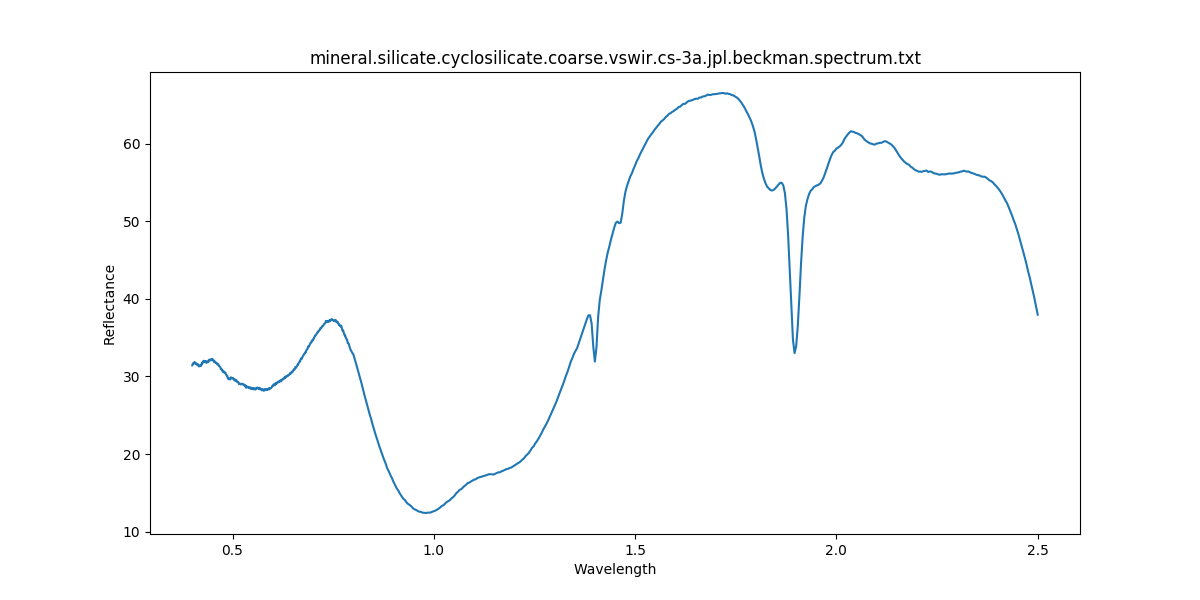 mineral.silicate.cyclosilicate.coarse.vswir.cs-3a.jpl.beckman.spectrum.txt
60
50
40
30
20
10
Reflectance
0.5 1.0 1.5 2.0 2.5
Wavelength